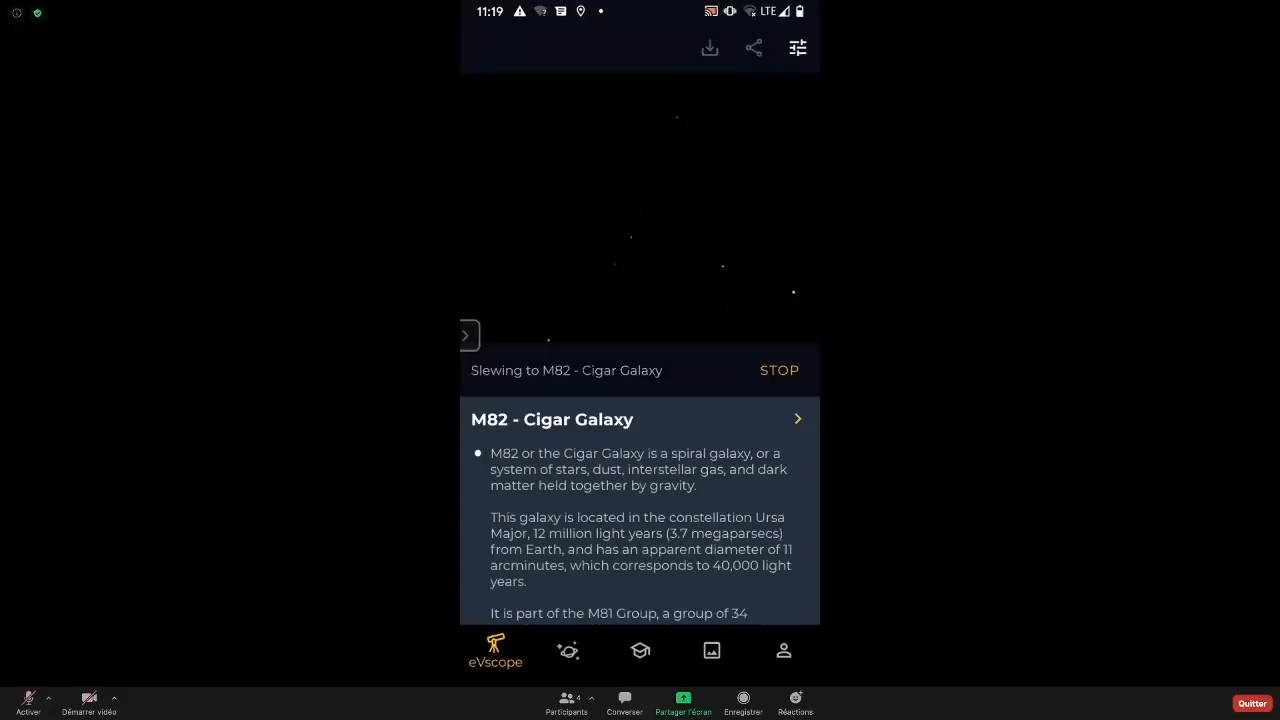 11:19
LTE
Slewing to M82 - Cigar Galaxy
STOP
M82 - Cigar Galaxy
M82 or the Cigar Galaxy is a spiral galaxy, or a
system of stars, dust, interstellar gas, and dark
matter held together by gravity.
This galaxy is located in the constellation Ursa
Major, 12 million light years (3.7 megaparsecs)
from Earth, and has an apparent diameter of 11
arcminutes, which corresponds to 40,000 light
years.
It is part of the M81 Group, a group of 34
eVscope
Activer
Démarrer vidéo
4
Participants
Converser
Partager l'écran
Enregistrer
Réactions
Quitter